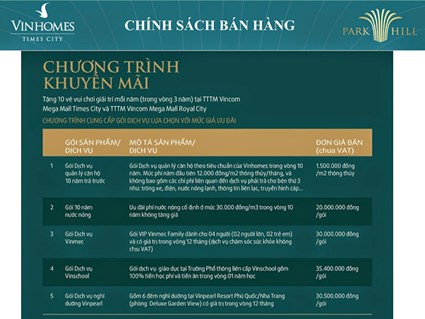 VINHOMES
TIMES CITY
CHÍNH SÁCH BÁN HÀNG
PARK HILL
CHƯƠNG TRÌNH
KHUYẾN MÃI
Tặng 10 vé vui chơi giải trí mỗi năm (trong vòng 3 năm) tại TTTM Vincom
Mega Mall Times City và TTTM Vincom Mega Mall Royal City
CHƯƠNG TRÌNH CUNG CẤP GÓI DỊCH VỤ LỰA CHỌN VỚI MỨC GIÁ ƯU ĐÃI
GÓI SẢN PHẨM/
DỊCH VỤ
MÔ TẢ SẢN PHẨM/
DỊCH VỤ
ĐƠN GIÁ BÁN
(chưa VAT)
1
Gói Dịch vụ
quản lý căn hộ
10 năm trả trước
Gói Dịch vụ quản lý căn hộ theo tiêu chuẩn của Vinhomes trong vòng 10
năm. Mức phí năm đầu tiên 12.000đồng/m2 thông thủy/tháng, và
không bao gồm các chi phí liên quan đến dịch vụ phải trả cho bên thứ 3
như: trông xe, điện, nước nóng lạnh, thông tin liên lạc, truyền hình cáp...
1.500.000 đồng
/m2 thông thủy
2
Gói 10 năm
nước nóng
Ưu đãi phí nước nóng cố định ở mức 30.000 đồng/m3 trong vòng 10
năm không tăng giá
20.000.000 đồng
/gói
3
Gói Dịch vụ
Vinmec
Gói VIP Vinmec Family dành cho 04 người (02 người lớn, 02 trẻ em)
và có giá trị trong vòng 12 tháng (dịch vụ chăm sóc sức khỏe không
chịu VAT)
30.000.000 đồng
/gói
4
Gói Dịch vụ
Vinschool
Gói dịch vụ giáo dục tại Trường Phổ thông liên cấp Vinschool gồm
100% tiền học phí và tiền ăn trong vòng 01 năm học
35.400.000 đồng
/gói
5
Gói Dịch vụ nghỉ
dưỡng Vinpearl
Gồm 6 đêm nghỉ dưỡng tại Vinpearl Resort Phú Quốc/Nha Trang
(phòng Deluxe Garden View) có giá trị trong vòng 12 tháng
30.500.000 đồng
/gói